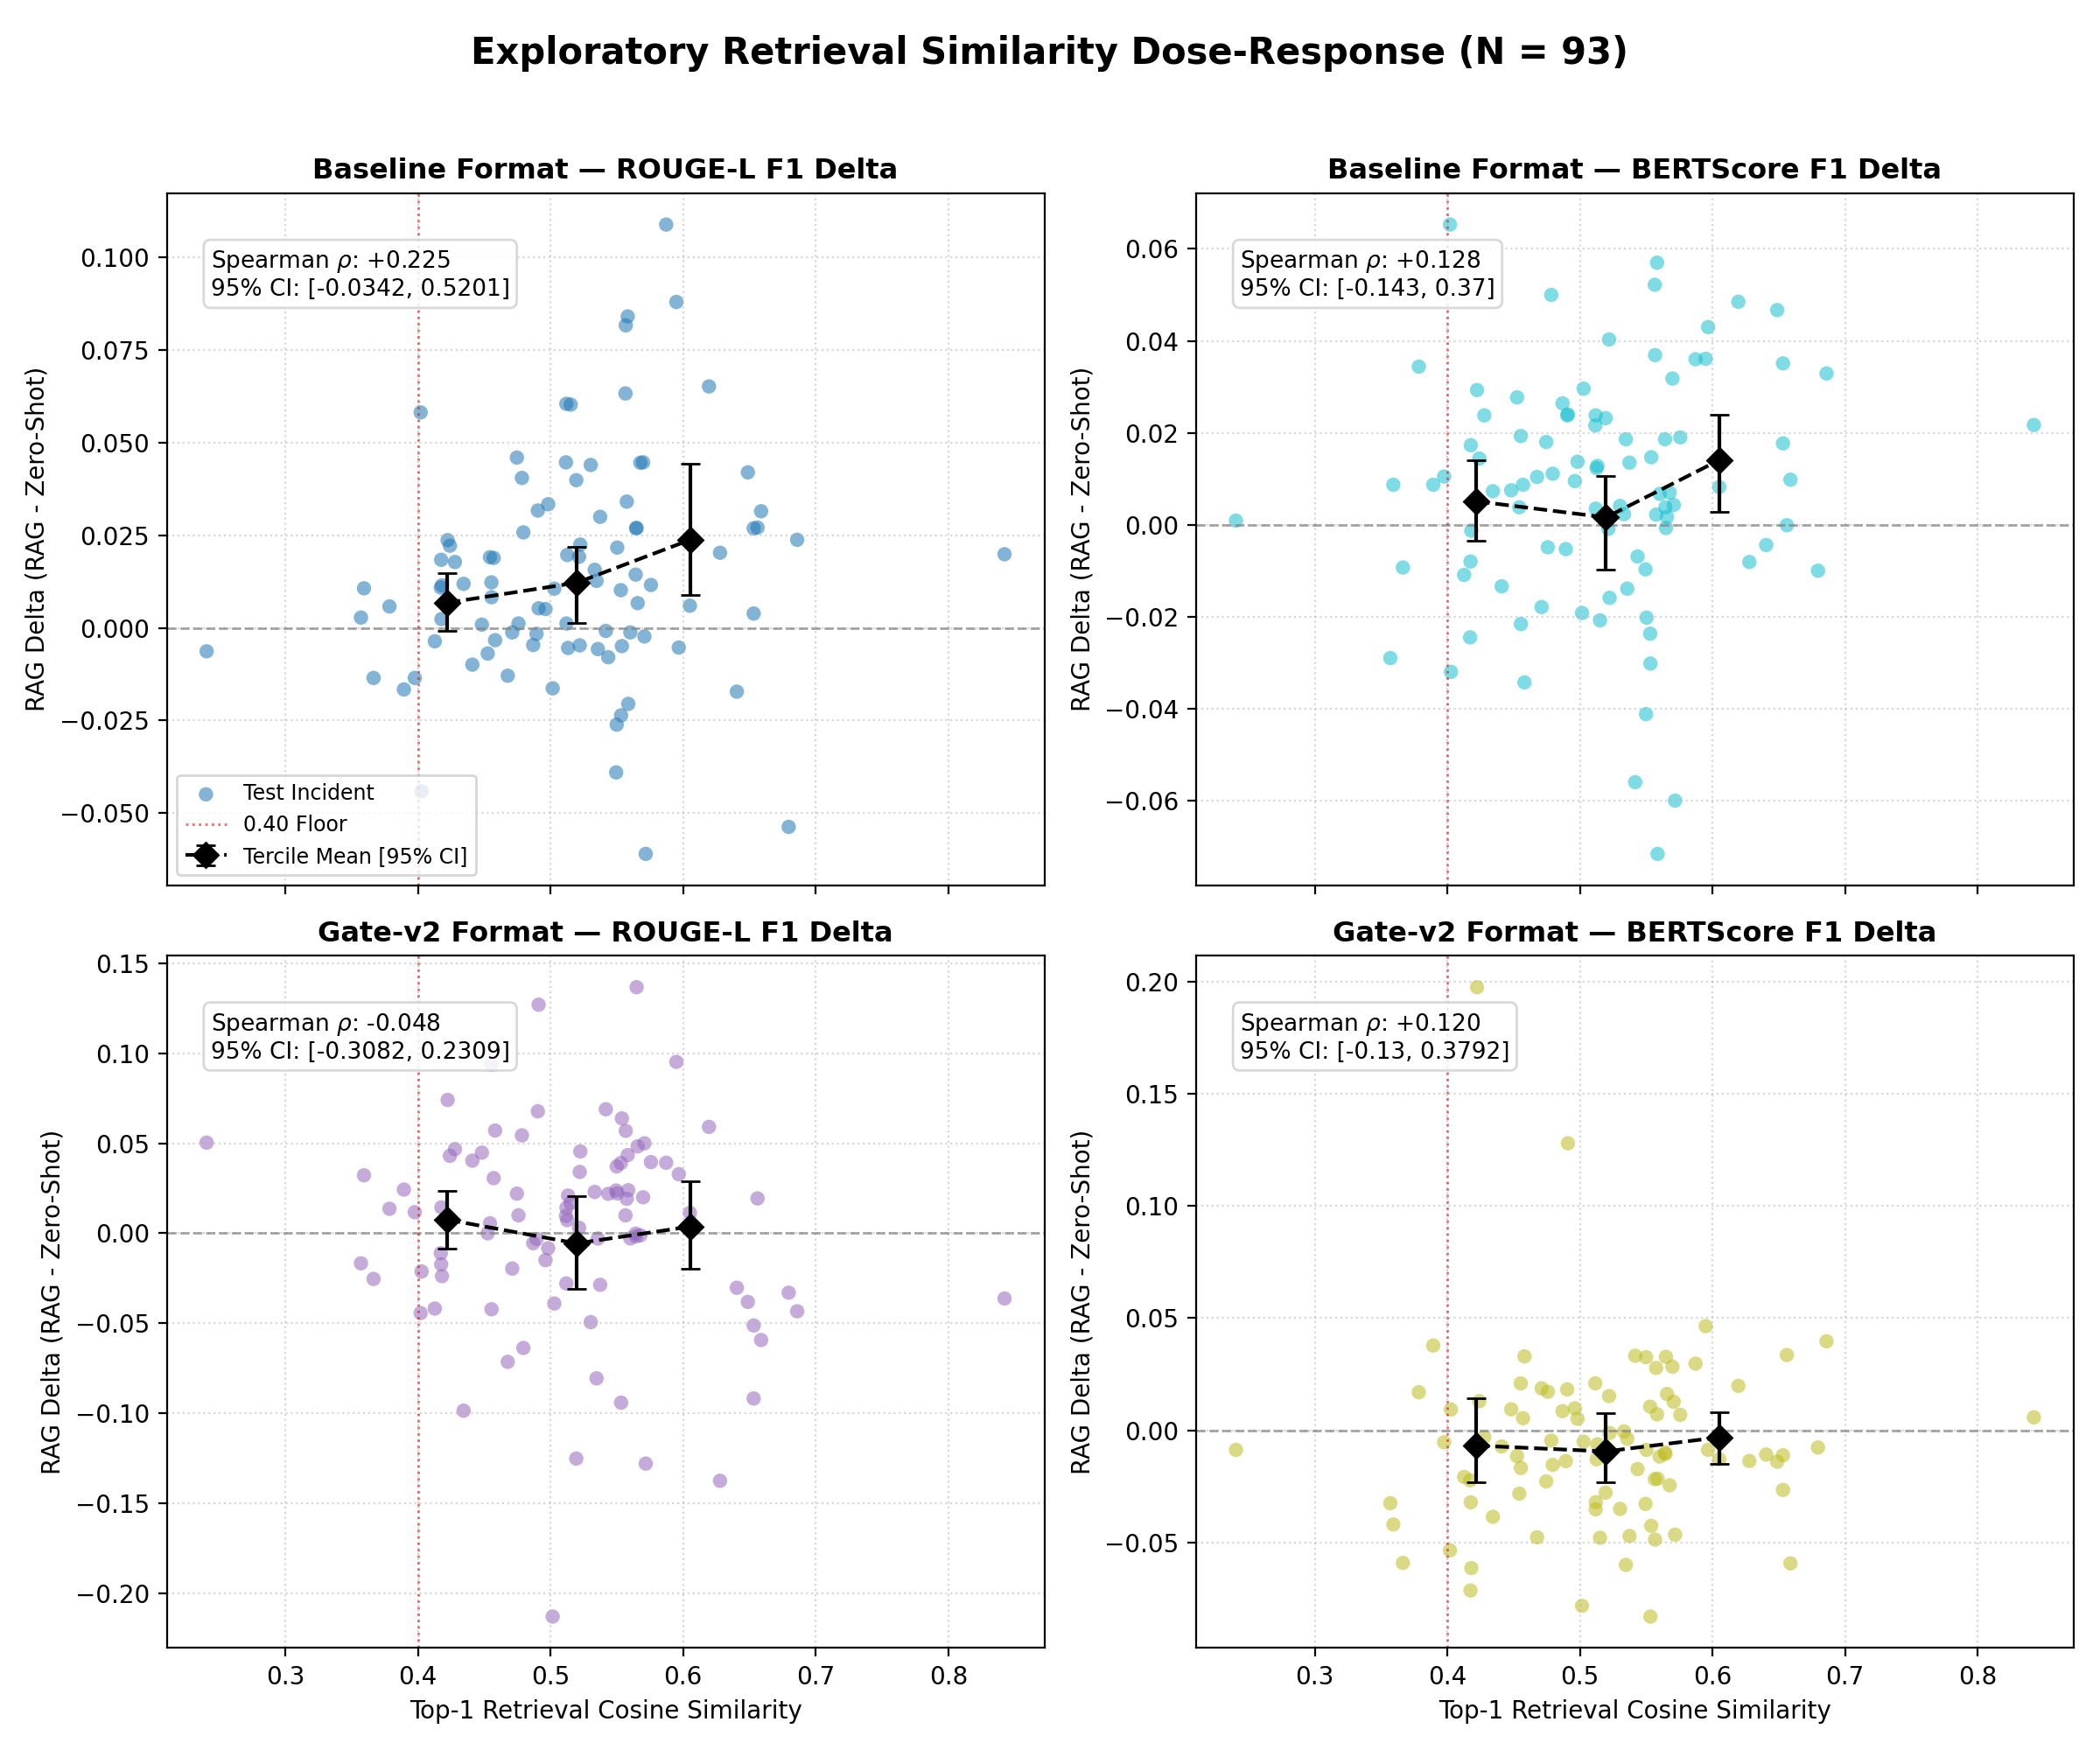 Exploratory Retrieval Similarity Dose-Response (N = 93)
Baseline Format — ROUGE-L F1 Delta
RAG Delta (RAG - Zero-Shot)
0.100
0.075
0.050
0.025
0.000
−0.025
−0.050
Spearman ρ: +0.225
95% CI: [-0.0342, 0.5201]
Test Incident
0.40 Floor
Tercile Mean [95% CI]
Baseline Format — BERTScore F1 Delta
RAG Delta (RAG - Zero-Shot)
0.06
0.04
0.02
0.00
−0.02
−0.04
−0.06
Spearman ρ: +0.128
95% CI: [-0.143, 0.37]
Gate-v2 Format — ROUGE-L F1 Delta
RAG Delta (RAG - Zero-Shot)
0.15
0.10
0.05
0.00
−0.05
−0.10
−0.15
−0.20
Spearman ρ: -0.048
95% CI: [-0.3082, 0.2309]
0.3 0.4 0.5 0.6 0.7 0.8
Top-1 Retrieval Cosine Similarity
Gate-v2 Format — BERTScore F1 Delta
RAG Delta (RAG - Zero-Shot)
0.20
0.15
0.10
0.05
0.00
−0.05
Spearman ρ: +0.120
95% CI: [-0.13, 0.3792]
0.3 0.4 0.5 0.6 0.7 0.8
Top-1 Retrieval Cosine Similarity